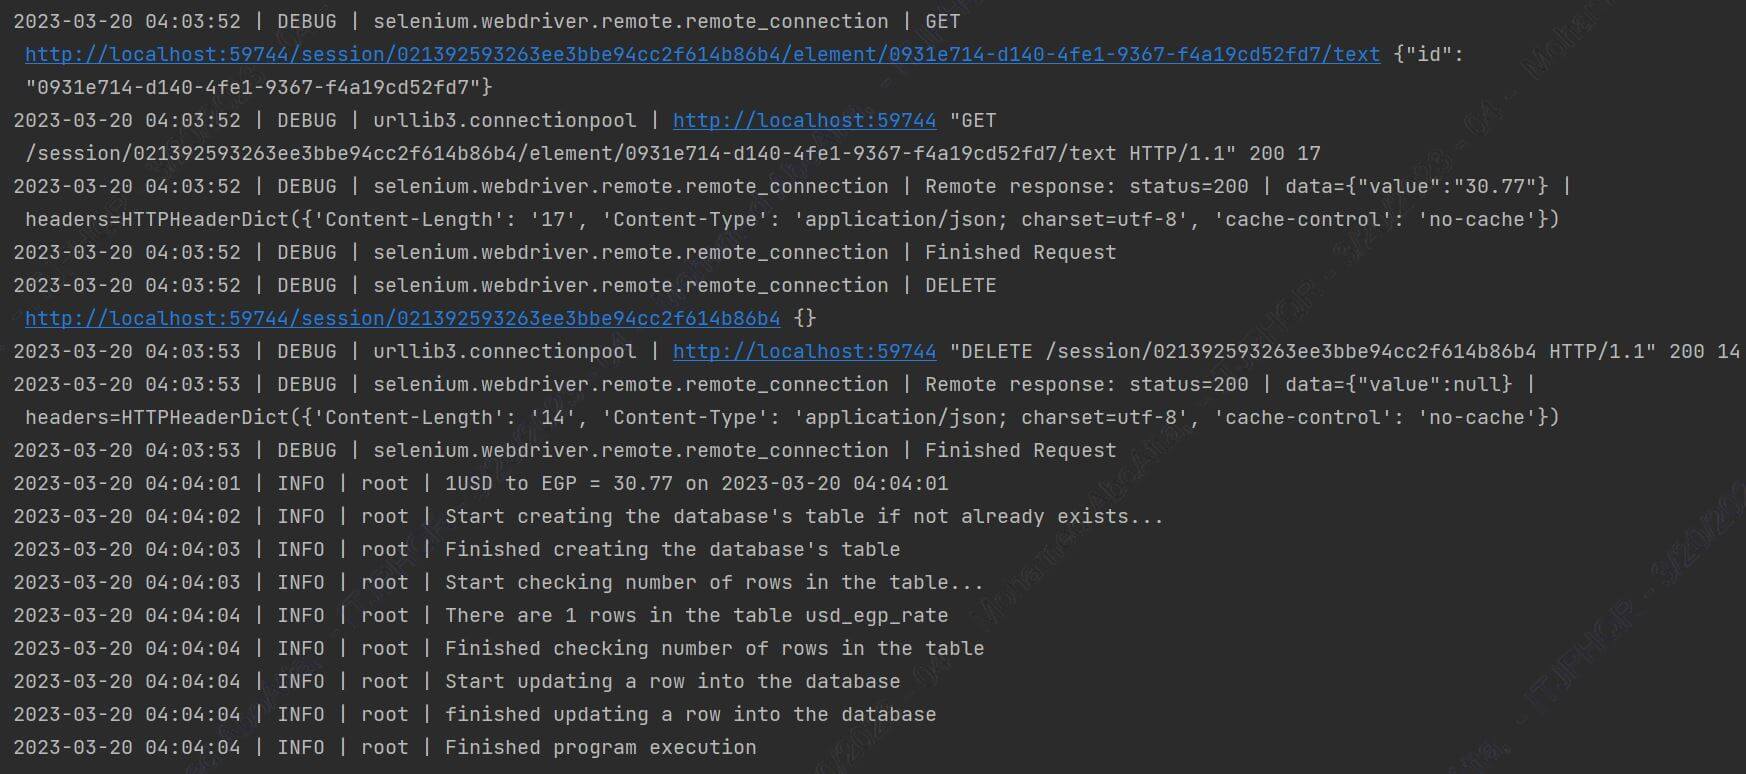 2023-03-20 04:03:52 | DEBUG | selenium.webdriver.remote.remote_connection | GET
http://localhost:59744/session/021392593263ee3bbe94cc2f614b86b4/element/0931e714-d140-4fe1-9367-f4a19cd52fd7/text {"id":
"0931e714-d140-4fe1-9367-f4a19cd52fd7"}
2023-03-20 04:03:52 | DEBUG | urllib3.connectionpool | http://localhost:59744 "GET
/session/021392593263ee3bbe94cc2f614b86b4/element/0931e714-d140-4fe1-9367-f4a19cd52fd7/text HTTP/1.1" 200 17
2023-03-20 04:03:52 | DEBUG | selenium.webdriver.remote.remote_connection | Remote response: status=200 | data={"value":"30.77"} |
headers=HTTPHeaderDict({'Content-Length': '17', 'Content-Type': 'application/json; charset=utf-8', 'cache-control': 'no-cache'})
2023-03-20 04:03:52 | DEBUG | selenium.webdriver.remote.remote_connection | Finished Request
2023-03-20 04:03:52 | DEBUG | selenium.webdriver.remote.remote_connection | DELETE
http://localhost:59744/session/021392593263ee3bbe94cc2f614b86b4 {}
2023-03-20 04:03:53 | DEBUG | urllib3.connectionpool | http://localhost:59744 "DELETE /session/021392593263ee3bbe94cc2f614b86b4 HTTP/1.1" 200 14
2023-03-20 04:03:53 | DEBUG | selenium.webdriver.remote.remote_connection | Remote response: status=200 | data={"value":null} |
headers=HTTPHeaderDict({'Content-Length': '14', 'Content-Type': 'application/json; charset=utf-8', 'cache-control': 'no-cache'})
2023-03-20 04:03:53 | DEBUG | selenium.webdriver.remote.remote_connection | Finished Request
2023-03-20 04:04:01 | INFO | root | 1USD to EGP = 30.77 on 2023-03-20 04:04:01
2023-03-20 04:04:02 | INFO | root | Start creating the database's table if not already exists...
2023-03-20 04:04:03 | INFO | root | Finished creating the database's table
2023-03-20 04:04:03 | INFO | root | Start checking number of rows in the table...
2023-03-20 04:04:04 | INFO | root | There are 1 rows in the table usd_egp_rate
2023-03-20 04:04:04 | INFO | root | Finished checking number of rows in the table
2023-03-20 04:04:04 | INFO | root | Start updating a row into the database
2023-03-20 04:04:04 | INFO | root | finished updating a row into the database
2023-03-20 04:04:04 | INFO | root | Finished program execution